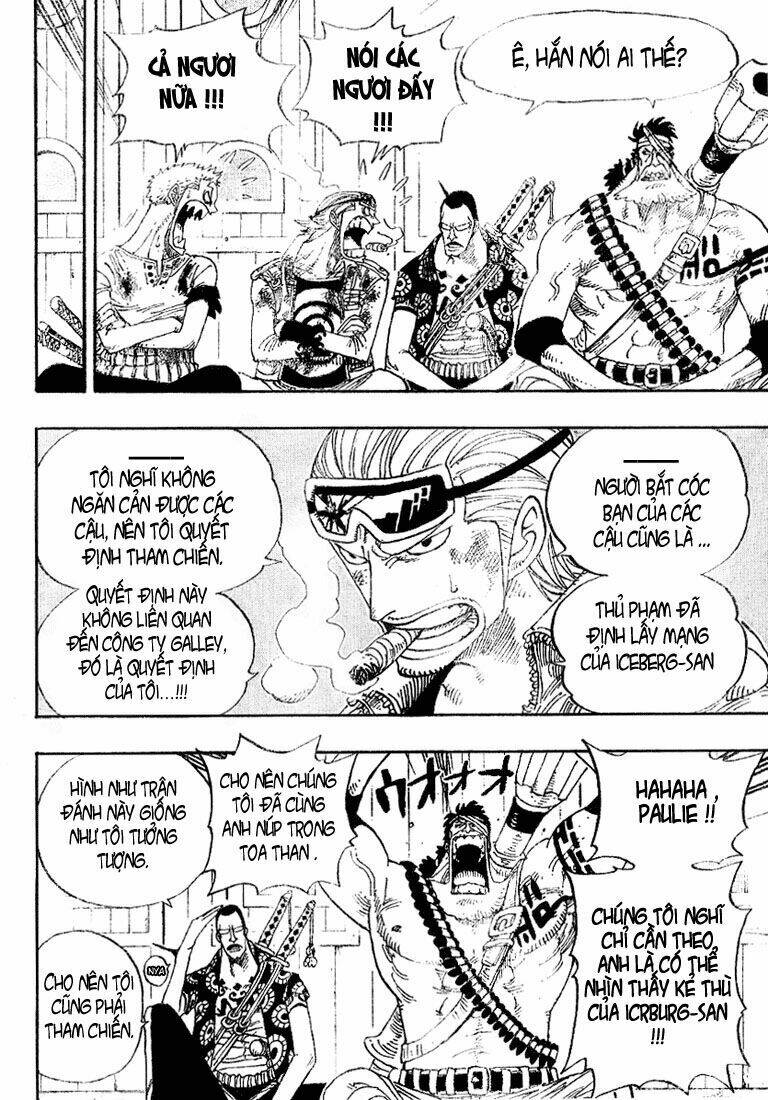 Ê, HẮN NÓI AI THẾ?
NÓI CÁC
NGƯƠI ĐẤY
!!!
CẢ NGƯƠI
NỮA !!!
NGƯỜI BẮT CÓC
BẠN CỦA CÁC
CẬU CŨNG LÀ ...
THỦ PHẠM ĐÃ
ĐỊNH LẤY MẠNG
CỦA ICEBERG-SAN
TÔI NGHĨ KHÔNG
NGĂN CẢN ĐƯỢC CÁC
CẬU, NÊN TÔI QUYẾT
ĐỊNH THAM CHIẾN.
QUYẾT ĐỊNH NÀY
KHÔNG LIÊN QUAN
ĐẾN CÔNG TY GALLEY,
ĐÓ LÀ QUYẾT ĐỊNH
CỦA TÔI...!!!
HAHAHA,
PAULIE !!
CHÚNG TÔI NGHĨ
CHỈ CẦN THEO
ANH LÀ CÓ THỂ
NHÌN THẤY KẺ THÙ
CỦA ICRBURG-SAN
!!!
ウオオオ
CHO NÊN CHÚNG
TÔI ĐÃ CÙNG
ANH NÚP TRONG
TOA THAN .
HÌNH NHƯ TRẬN
ĐÁNH NÀY GIỐNG
NHƯ TÔI TƯỞNG
TƯỢNG.
NYA
CHO NÊN TÔI
CŨNG PHẢI
THAM CHIẾN.